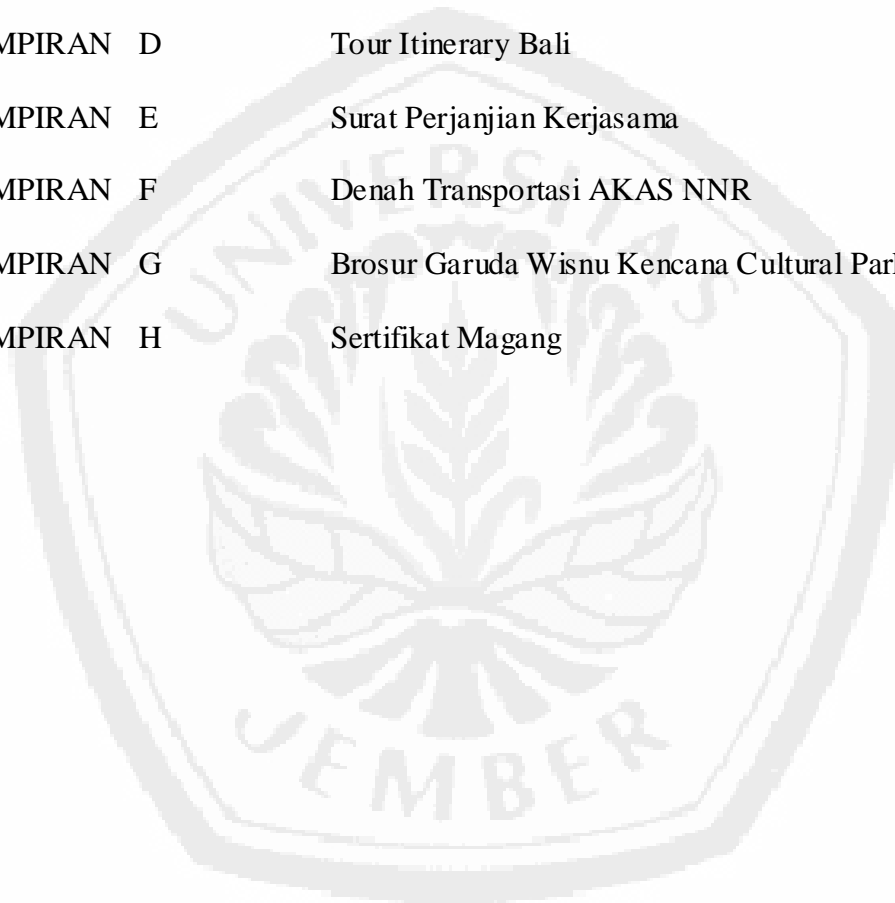 MPIRAN D Tour Itinerary Bali
MPIRAN E Surat Perjanjian Kerjasama
MPIRAN F Denah Transportasi AKAS NNR
MPIRAN G Brosur Garuda Wisnu Kencana Cultural Par
MPIRAN H Sertifikat Magang
UNIVERSITAS
JEMBER